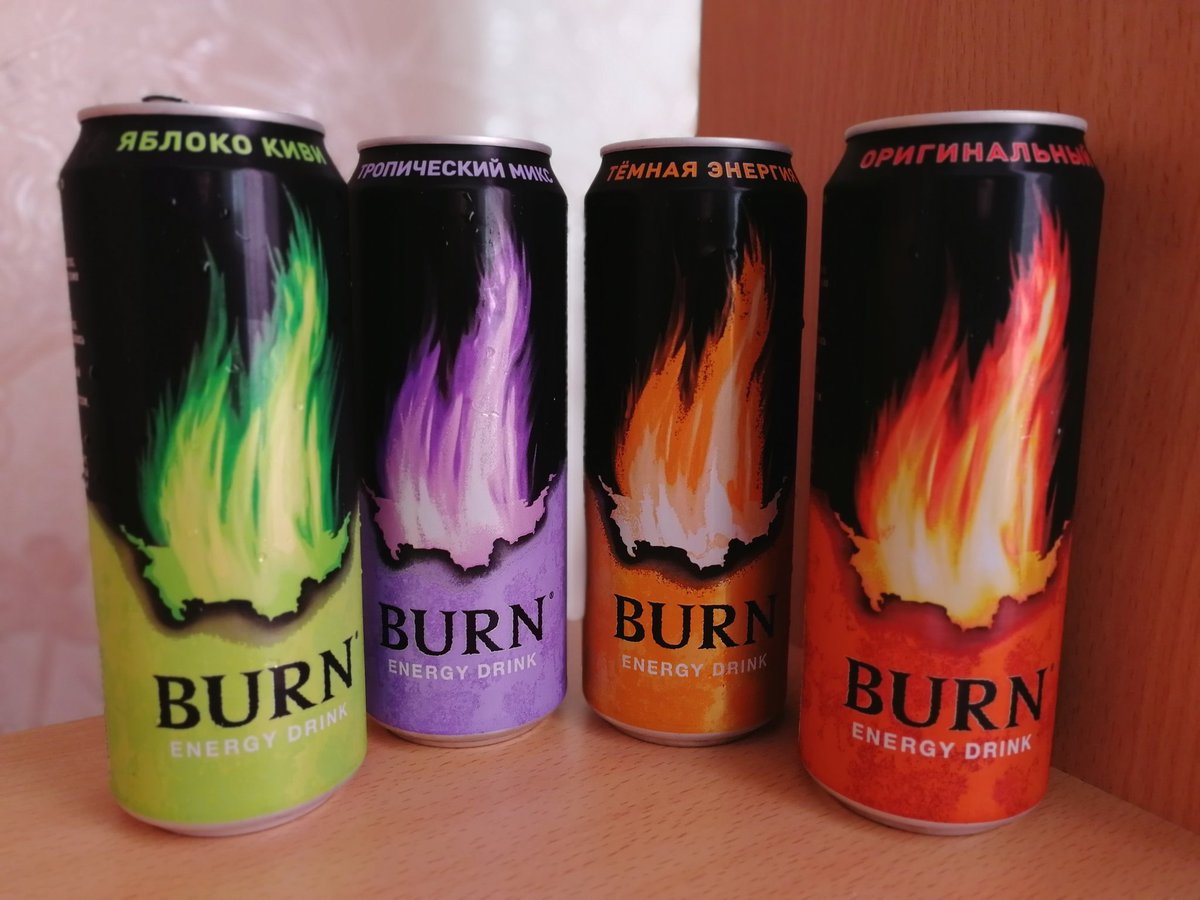 ЯБЛОКО КИВИ
BURN
ENERGY DRINK
ТРОПИЧЕСКИЙ МИКС
BURN®
ENERGY DRINK
ТЁМНАЯ ЭНЕРГИЯ
BURN
ENERGY DRINK
ОРИГИНАЛЬНЫЙ
BURN
ENERGY DRINK